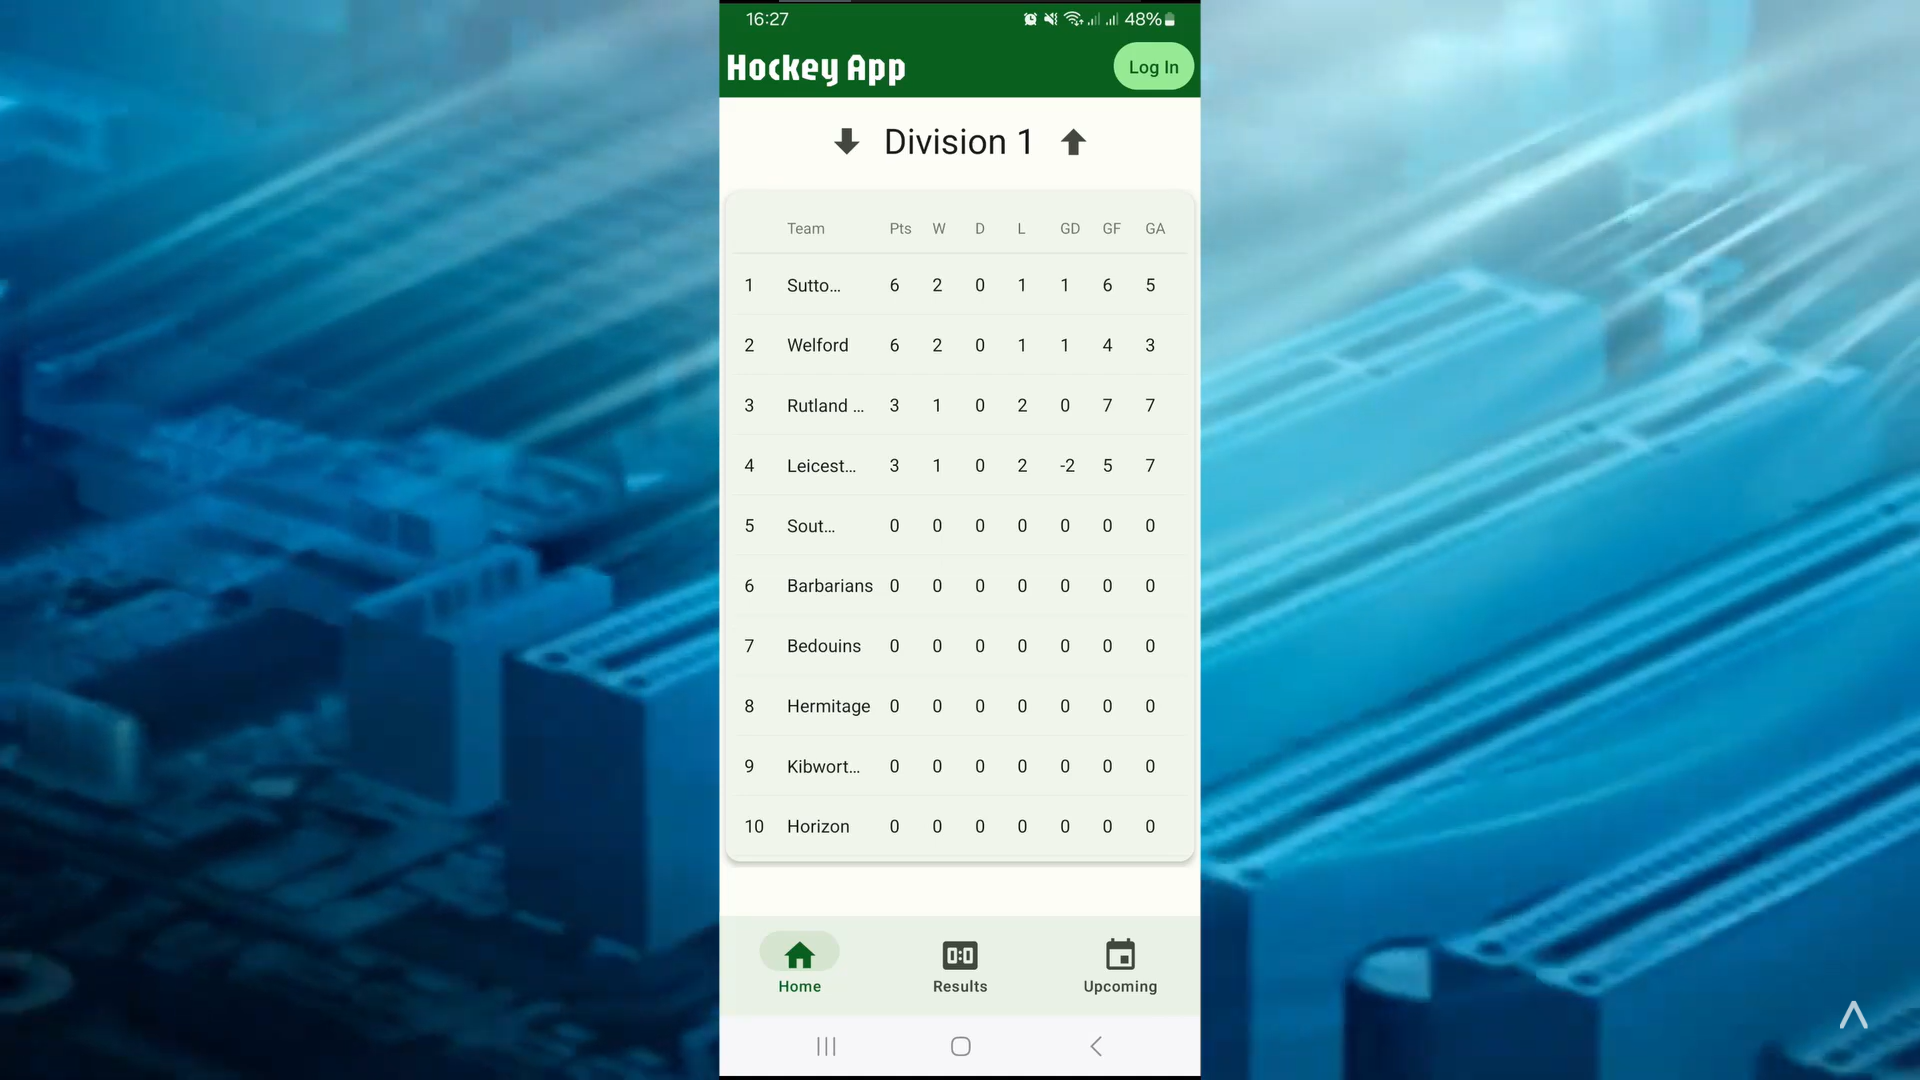 16:27 48%
Hockey App Log In
Division 1
Team Pts W D L GD GF GA
1 Sutto... 6 2 0 1 1 6 5
2 Welford 6 2 0 1 1 4 3
3 Rutland ... 3 1 0 2 0 7 7
4 Leicest... 3 1 0 2 -2 5 7
5 Sout... 0 0 0 0 0 0 0
6 Barbarians 0 0 0 0 0 0 0
7 Bedouins 0 0 0 0 0 0 0
8 Hermitage 0 0 0 0 0 0 0
9 Kibwort... 0 0 0 0 0 0 0
10 Horizon 0 0 0 0 0 0 0
0:0
Home Results Upcoming